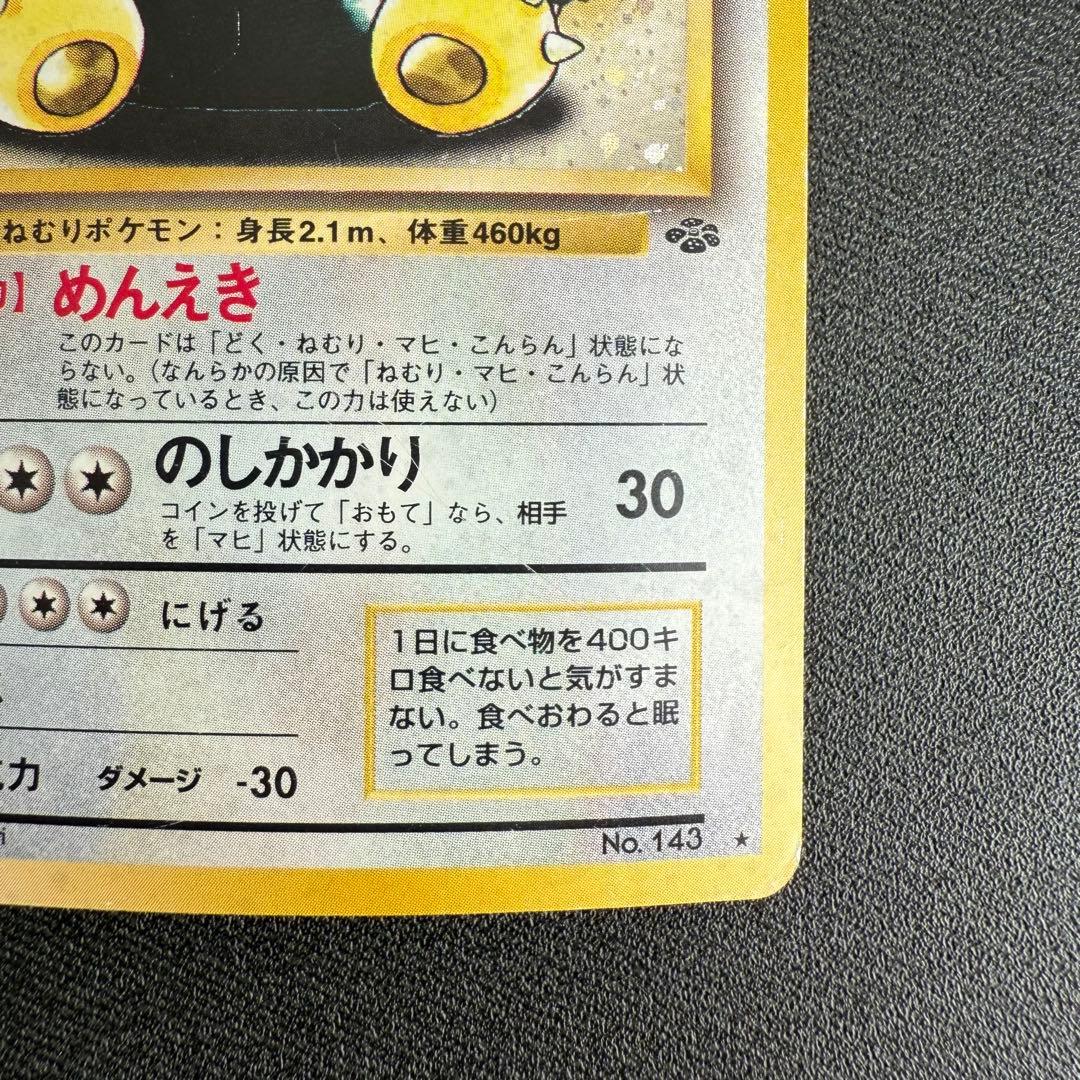 ねむりポケモン：身長2.1m、体重460kg
】めんえき
このカードは「どく・ねむり・マヒ・こんらん」状態にな
らない。（なんらかの原因で「ねむり・マヒ・こんらん」状
態になっているとき、この力は使えない）
のしかかり 30
コインを投げて「おもて」なら、相手
を「マヒ」状態にする。
にげる
1日に食べ物を400キ
ロ食べないと気がすま
ない。食べおわると眠
ってしまう。
力 ダメージ -30
No. 143 ★